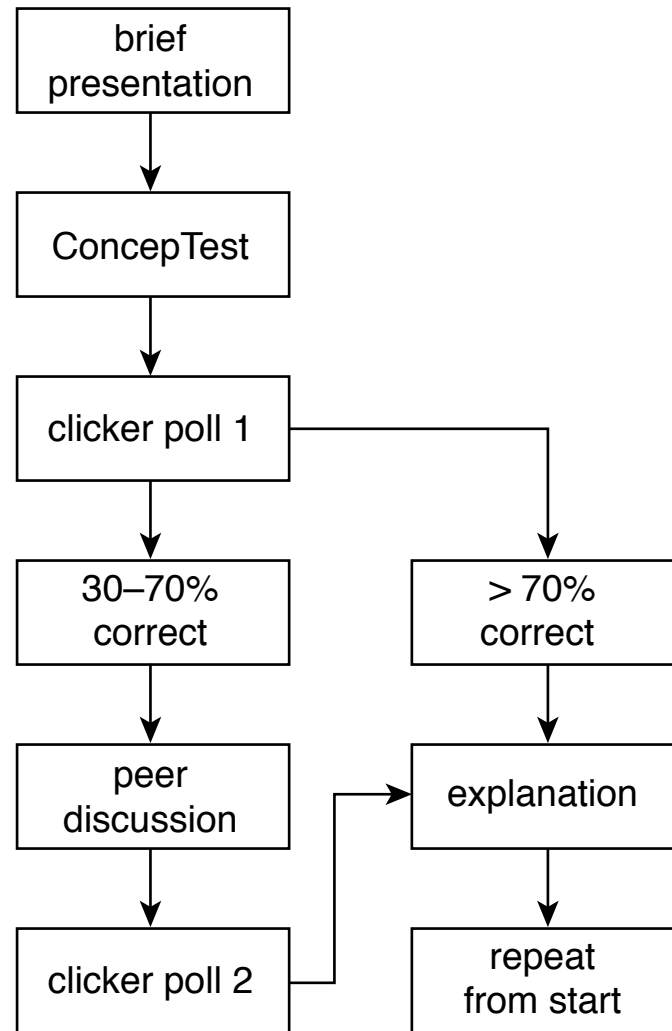 brief
presentation
ConcepTest
clicker poll 1
30–70%
correct
> 70%
correct
peer
discussion
explanation
clicker poll 2
repeat
from start